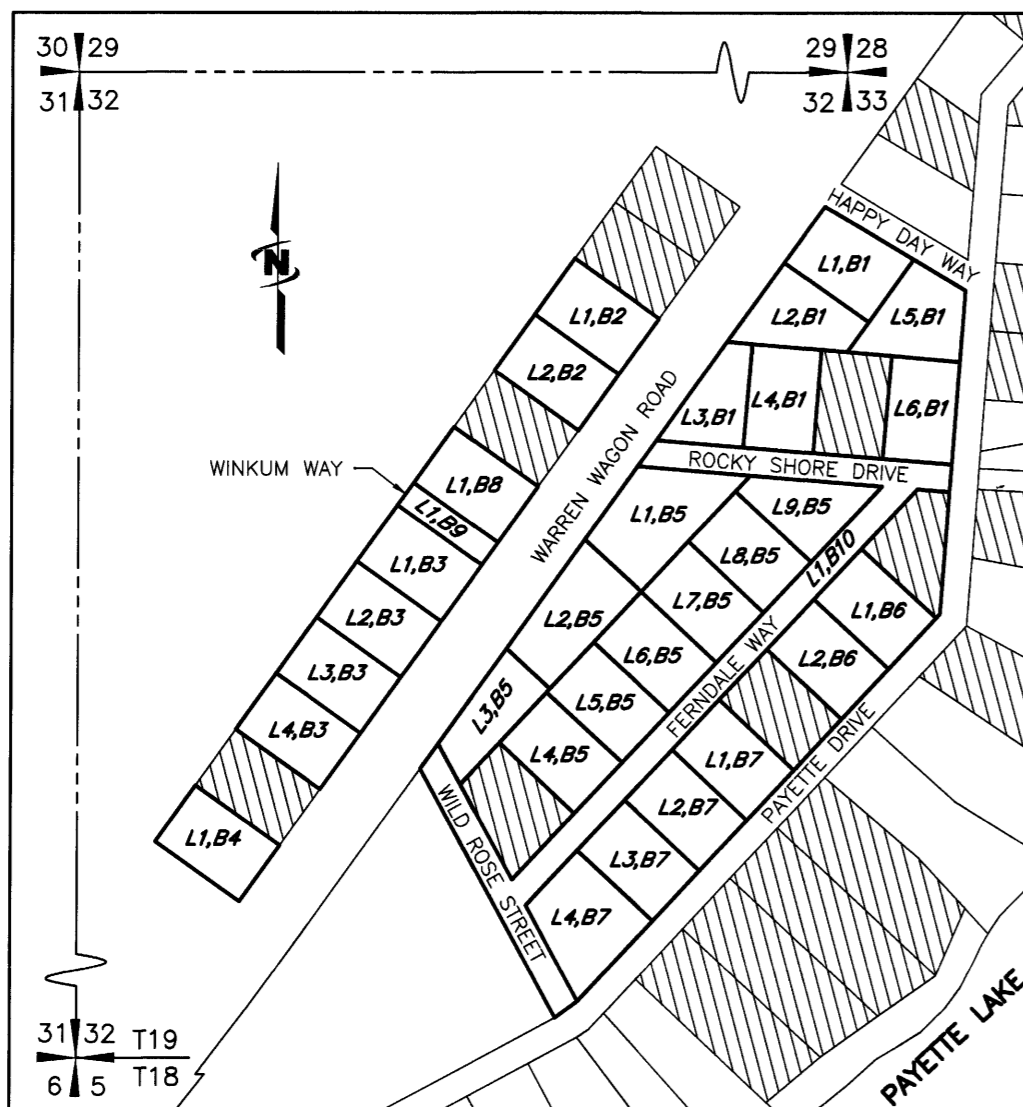 30 29
31 32
29 28
32 33
N
HAPPY DAY WAY
L1,B1
L2,B1
L5,B1
L1,B2
L2,B2
L3,B1
L4,B1
L6,B1
WARREN WAGON ROAD
ROCKY SHORE DRIVE
WINKUM WAY
L1,B8
L1,B9
L1,B5
L9,B5
L8,B5
L1,B10
L1,B3
L7,B5
L1,B6
L2,B3
L2,B5
L6,B5
L2,B6
L3,B3
L3,B5
L5,B5
FERNDALE WAY
L4,B3
L4,B5
L1,B7
PAYETTE DRIVE
L1,B4
WILD ROSE STREET
L2,B7
L3,B7
L4,B7
31 32
T19
6 5
T18
PAYETTE LAKE